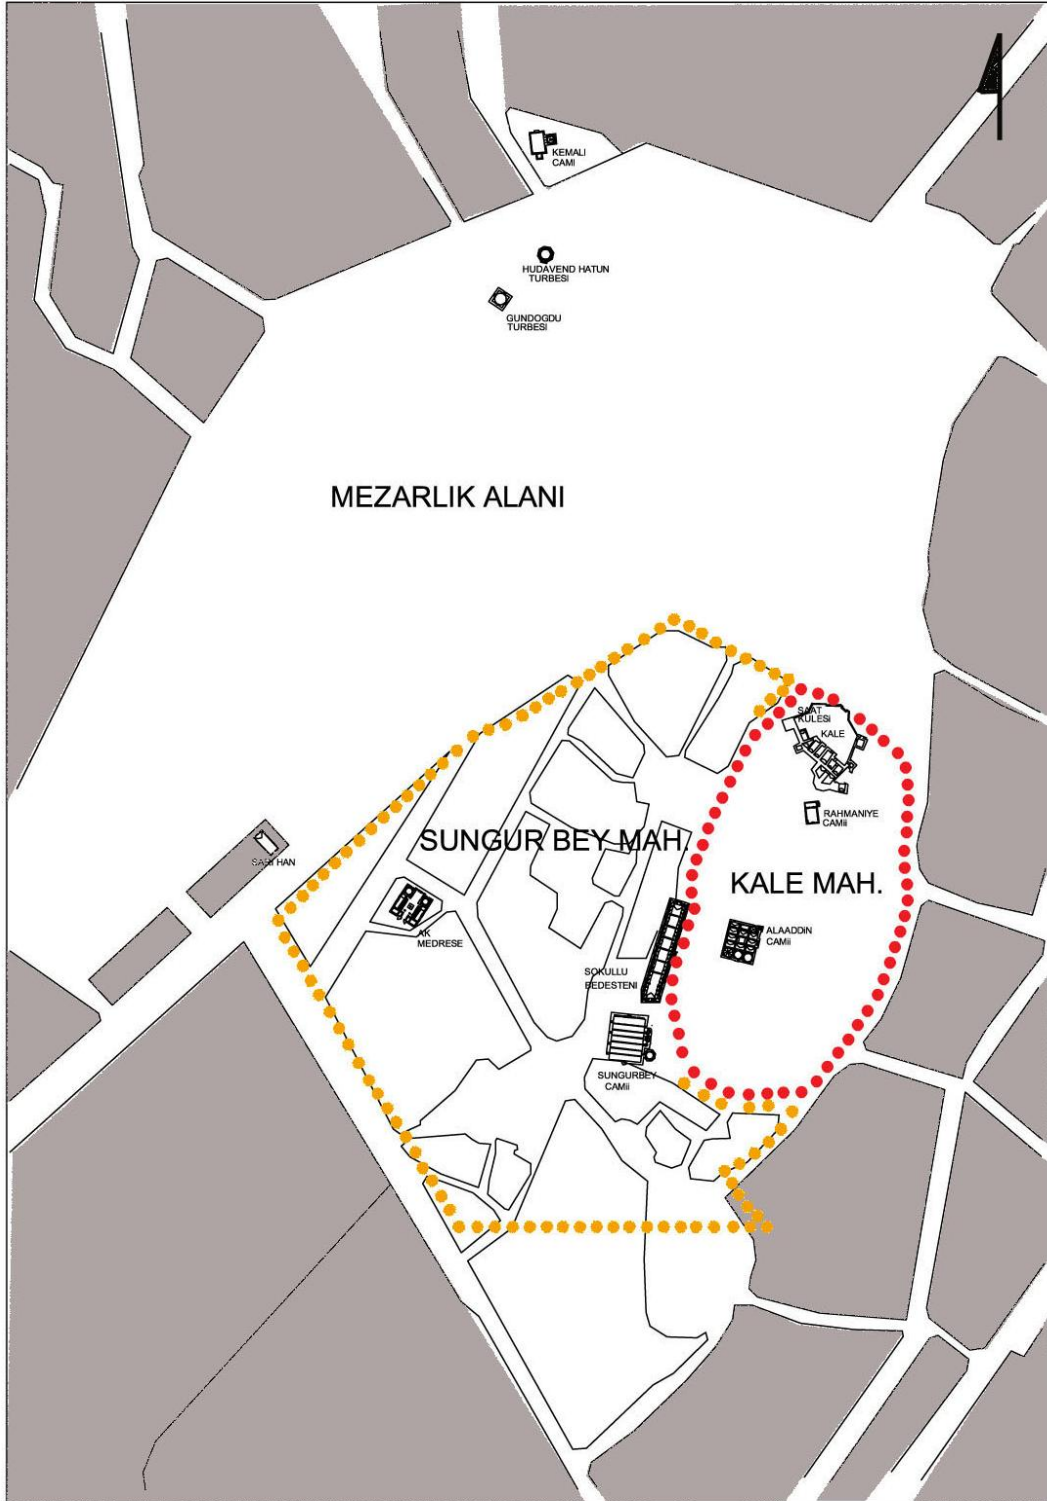 KEMALI
CAMI
HUDAVEND HATUN
TURBESI
GUNDOGDU
TURBESI
MEZARLIK ALANI
SAAT
KULESi
KALE
RAHMANIYE
CAMii
SUNGUR BEY MAH.
SARI HAN
KALE MAH.
AK
MEDRESE
ALAADDiN
CAMii
SOKULLU
BEDESTENI
SUNGURBEY
CAMii